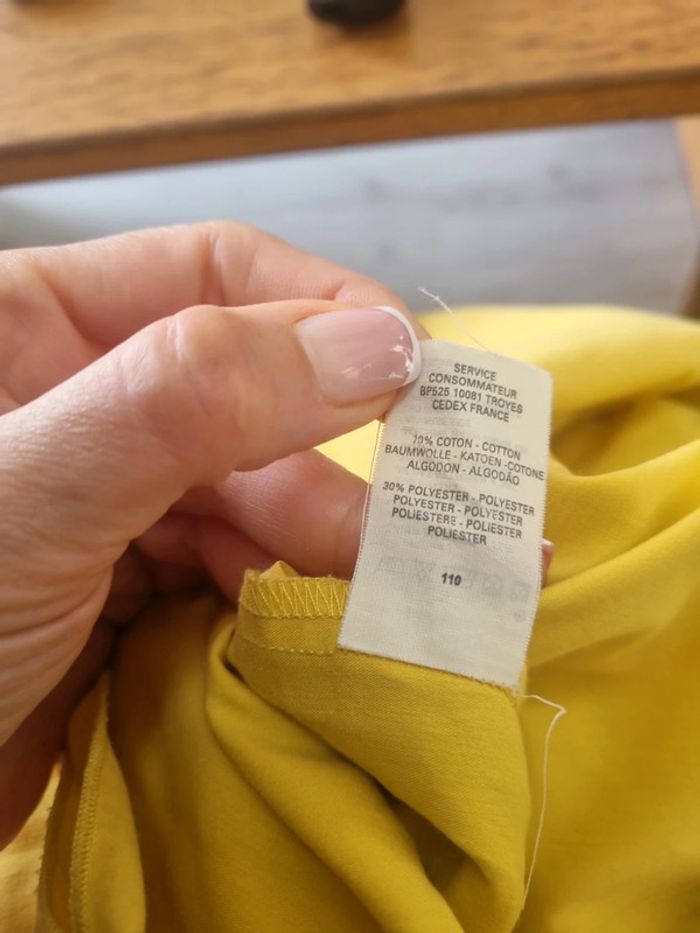 SERVICE
CONSOMMATEUR
BP525 10081 TROYES
CEDEX FRANCE
70% COTON - COTTON
BAUMWOLLE - KATOEN -COTONE
ALGODON - ALGODÃO
30% POLYESTER - POLYESTER
POLYESTER - POLYESTER
POLIESTERE - POLIESTER
POLIESTER
110